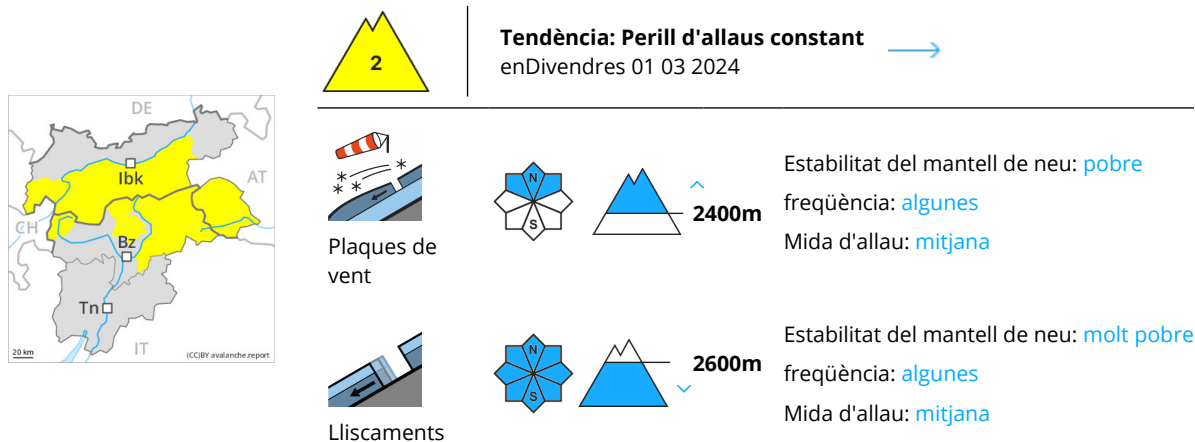 2
Tendència: Perill d'allaus constant
enDivendres 01 03 2024
DE
Ibk
AT
CH
Bz
Tn
IT
20 km
(CC)BY avalanche.report
Plaques de
vent
N
S
2400m
Estabilitat del mantell de neu: pobre
freqüència: algunes
Mida d'allau: mitjana
Lliscaments
N
S
2600m
Estabilitat del mantell de neu: molt pobre
freqüència: algunes
Mida d'allau: mitjana